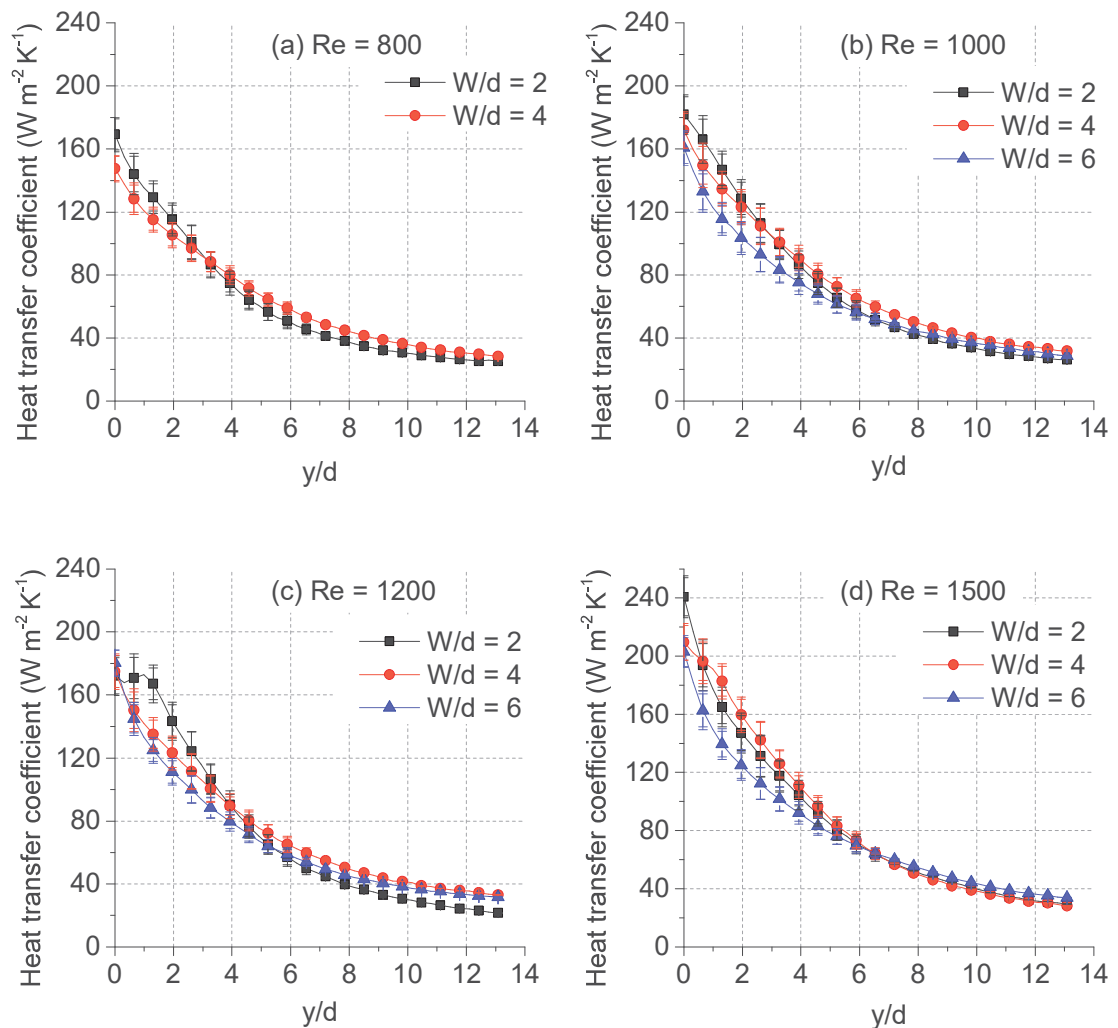 (a) Re = 800
W/d = 2
W/d = 4
Heat transfer coefficient (W m⁻² K⁻¹)
240
200
160
120
80
40
0
0 2 4 6 8 10 12 14
y/d
(b) Re = 1000
W/d = 2
W/d = 4
W/d = 6
Heat transfer coefficient (W m⁻² K⁻¹)
240
200
160
120
80
40
0
0 2 4 6 8 10 12 14
y/d
(c) Re = 1200
W/d = 2
W/d = 4
W/d = 6
Heat transfer coefficient (W m⁻² K⁻¹)
240
200
160
120
80
40
0
0 2 4 6 8 10 12 14
y/d
(d) Re = 1500
W/d = 2
W/d = 4
W/d = 6
Heat transfer coefficient (W m⁻² K⁻¹)
240
200
160
120
80
40
0
0 2 4 6 8 10 12 14
y/d